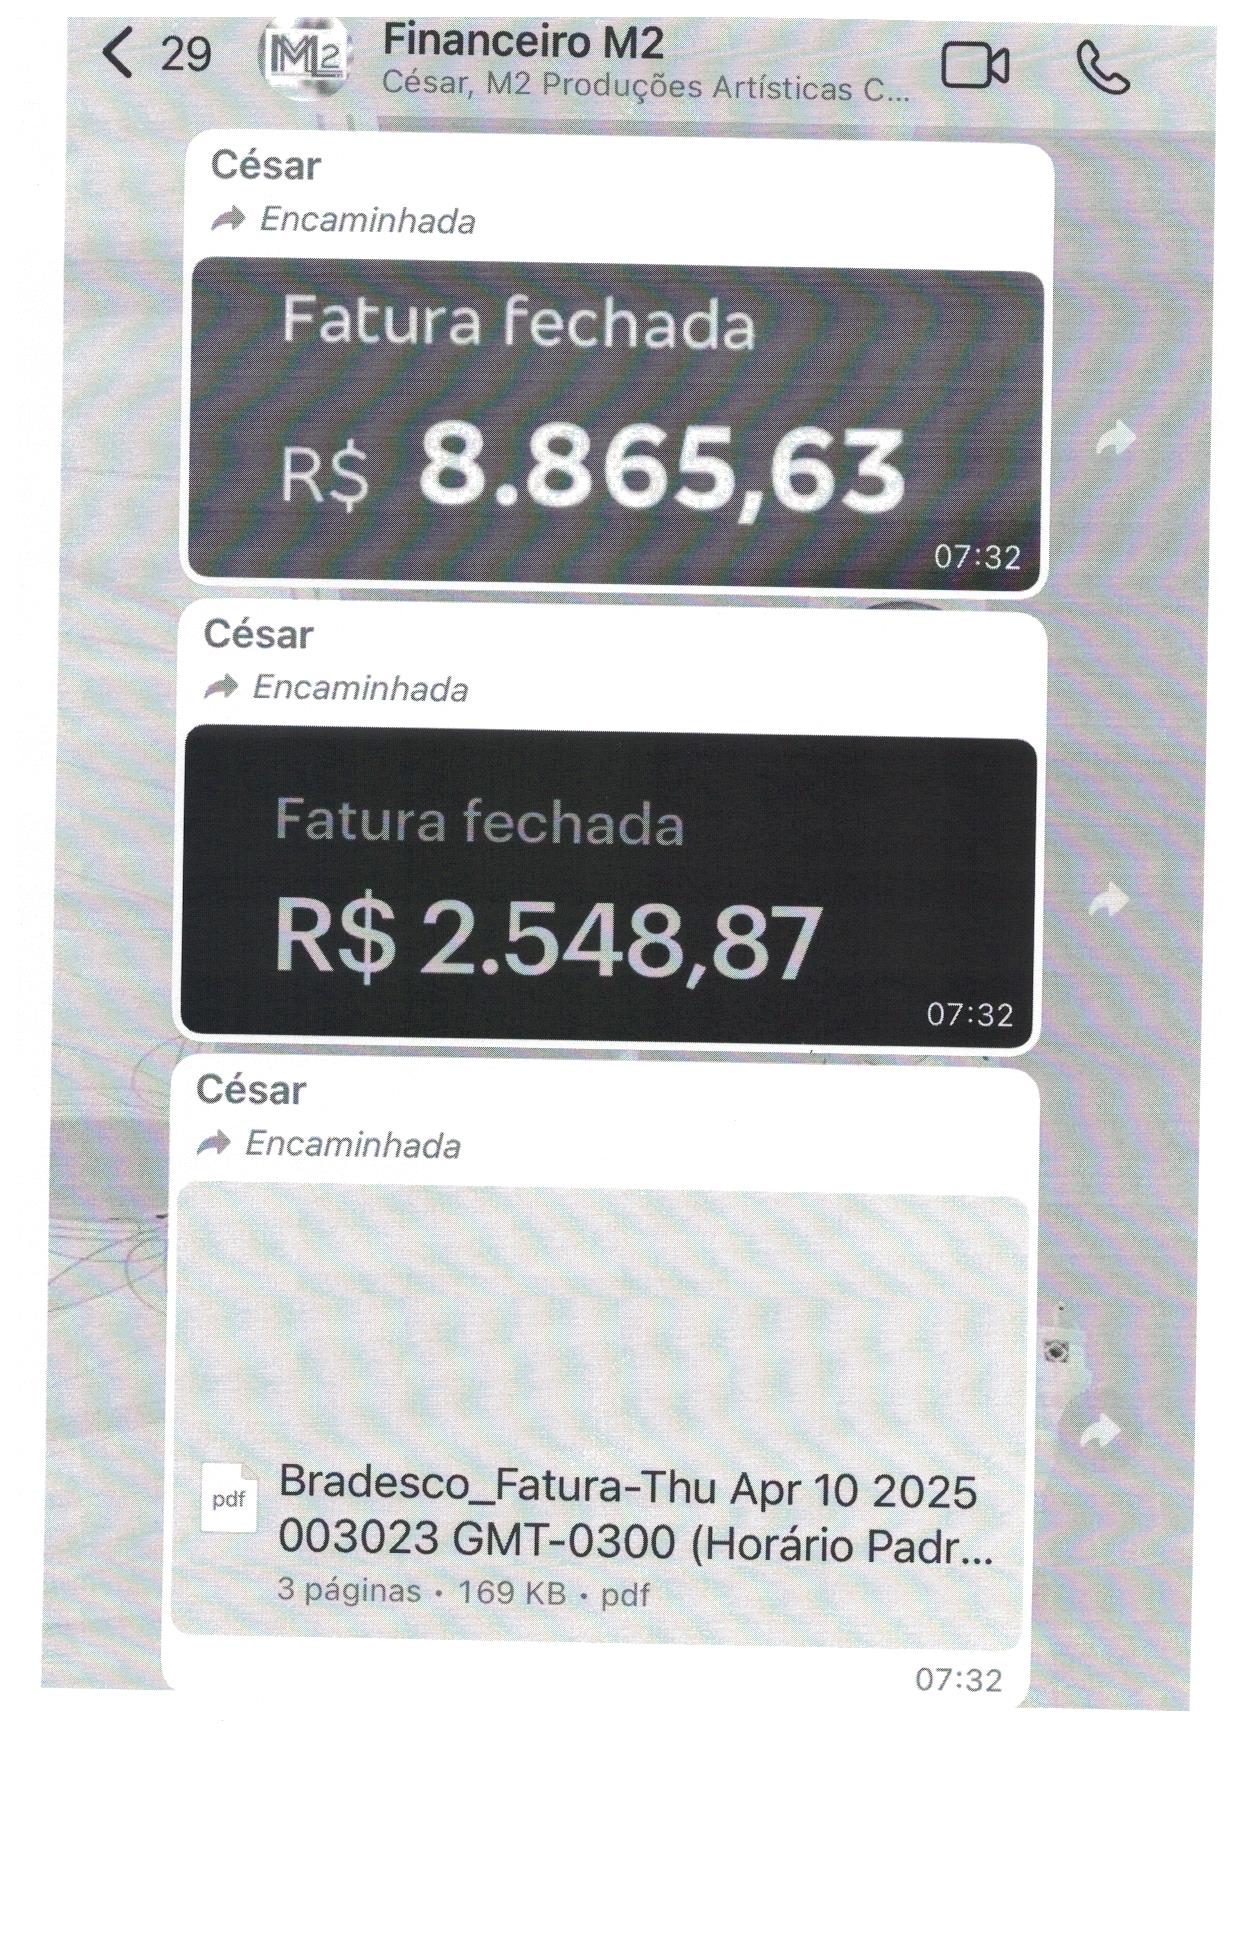 29
M2
Financeiro M2
César, M2 Produções Artísticas C...
César
Encaminhada
Fatura fechada
R$ 8.865,63
07:32
César
Encaminhada
Fatura fechada
R$ 2.548,87
07:32
César
Encaminhada
pdf
Bradesco_Fatura-Thu Apr 10 2025
003023 GMT-0300 (Horário Padr...
3 páginas • 169 KB • pdf
07:32